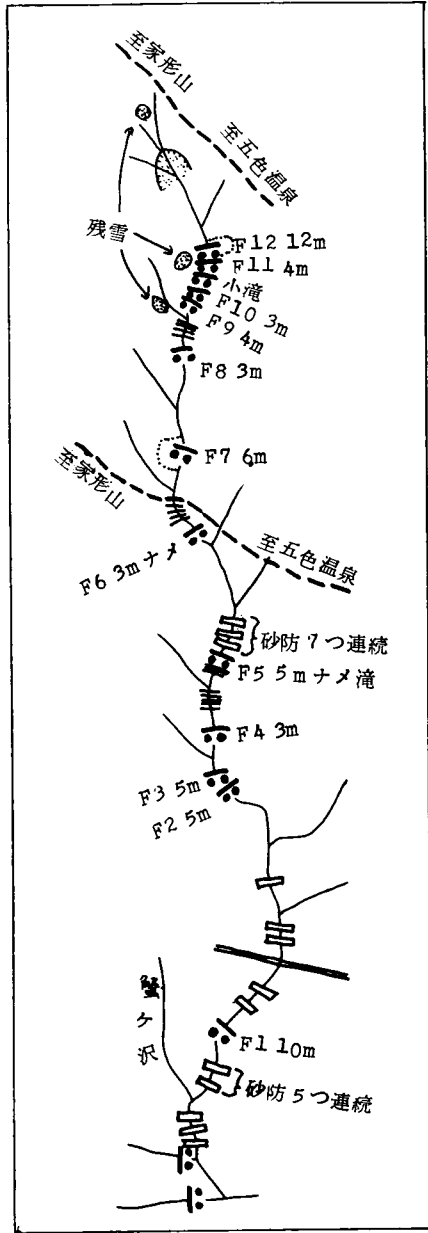 至家形山
至五色温泉
残雪
F12 12m
F11 4m
小滝
F10 3m
F9 4m
F8 3m
F7 6m
至家形山
至五色温泉
F6 3mナメ
砂防7つ連続
F5 5mナメ滝
F4 3m
F3 5m
F2 5m
蟹ヶ沢
F1 10m
砂防5つ連続